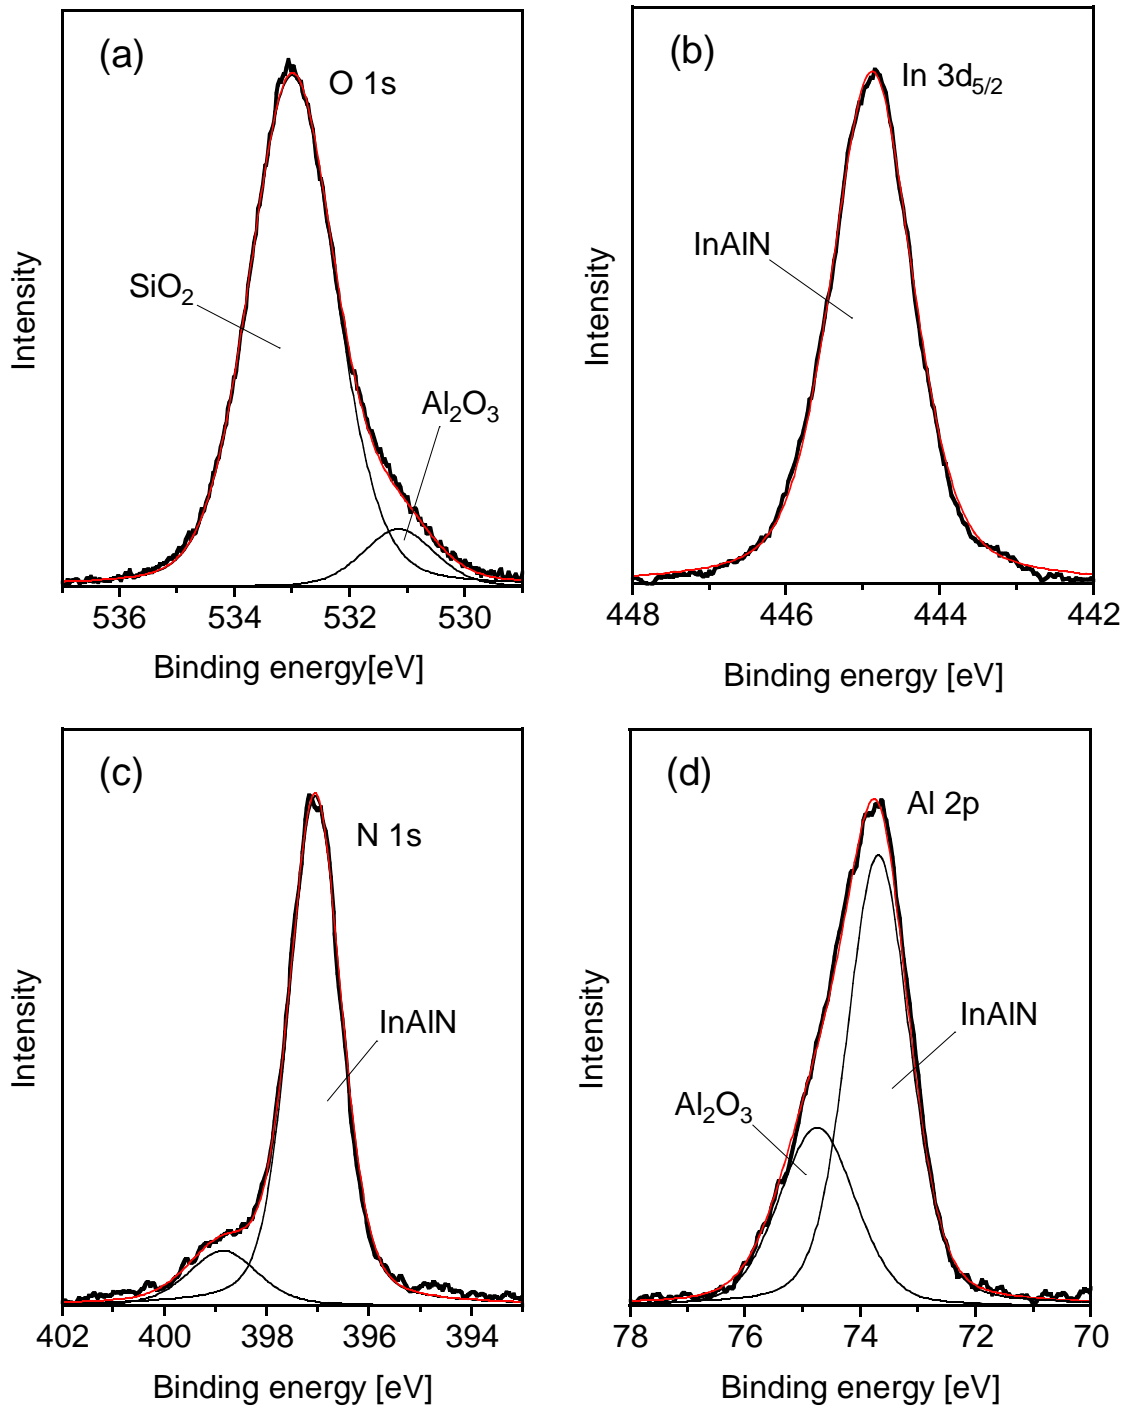 (a)
O 1s
SiO₂
Al₂O₃
Intensity
536 534 532 530
Binding energy[eV]
(b)
In 3d₅/₂
InAlN
Intensity
448 446 444 442
Binding energy [eV]
(c)
N 1s
InAlN
Intensity
402 400 398 396 394
Binding energy [eV]
(d)
Al 2p
InAlN
Al₂O₃
Intensity
78 76 74 72 70
Binding energy [eV]